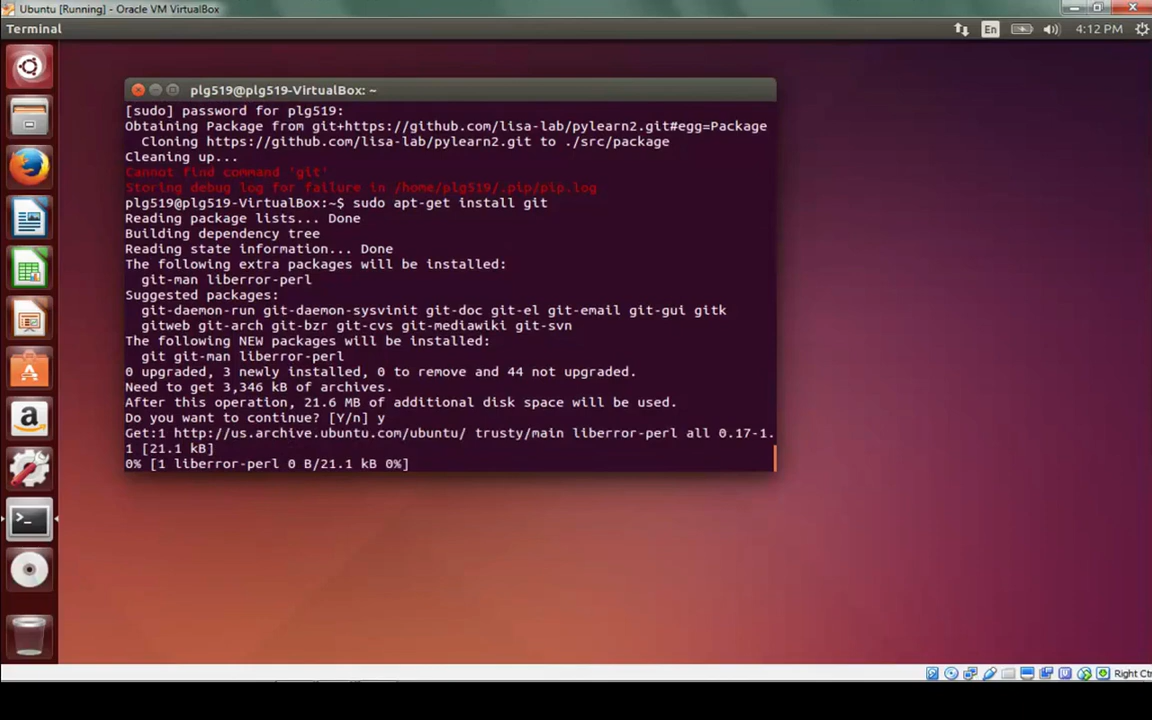 Ubuntu [Running] - Oracle VM VirtualBox
Terminal
En
4:12 PM
plg519@plg519-VirtualBox: ~
[sudo] password for plg519:
Obtaining Package from git+https://github.com/lisa-lab/pylearn2.git#egg=Package
Cloning https://github.com/lisa-lab/pylearn2.git to ./src/package
Cleaning up...
Cannot find command 'git'
Storing debug log for failure in /home/plg519/.pip/pip.log
plg519@plg519-VirtualBox:~$ sudo apt-get install git
Reading package lists... Done
Building dependency tree
Reading state information... Done
The following extra packages will be installed:
git-man liberror-perl
Suggested packages:
git-daemon-run git-daemon-sysvinit git-doc git-el git-email git-gui gitk
gitweb git-arch git-bzr git-cvs git-mediawiki git-svn
The following NEW packages will be installed:
git git-man liberror-perl
0 upgraded, 3 newly installed, 0 to remove and 44 not upgraded.
Need to get 3,346 kB of archives.
After this operation, 21.6 MB of additional disk space will be used.
Do you want to continue? [Y/n] y
Get:1 http://us.archive.ubuntu.com/ubuntu/ trusty/main liberror-perl all 0.17-1.
1 [21.1 kB]
0% [1 liberror-perl 0 B/21.1 kB 0%]
Right Ctr